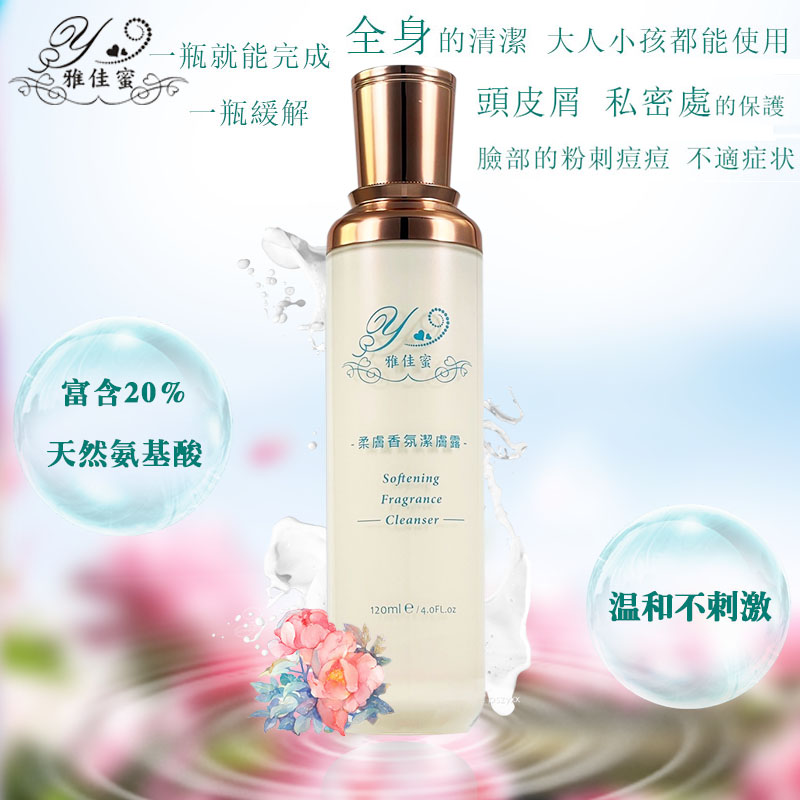 雅佳蜜
一瓶就能完成 全身的清潔 大人小孩都能使用
一瓶緩解 頭皮屑 私密處的保護
臉部的粉刺痘痘 不適症状
富含20%
天然氨基酸
雅佳蜜
-柔膚香氛潔膚露-
Softening
Fragrance
Cleanser
120ml e/4.0FL.oz
温和不刺激